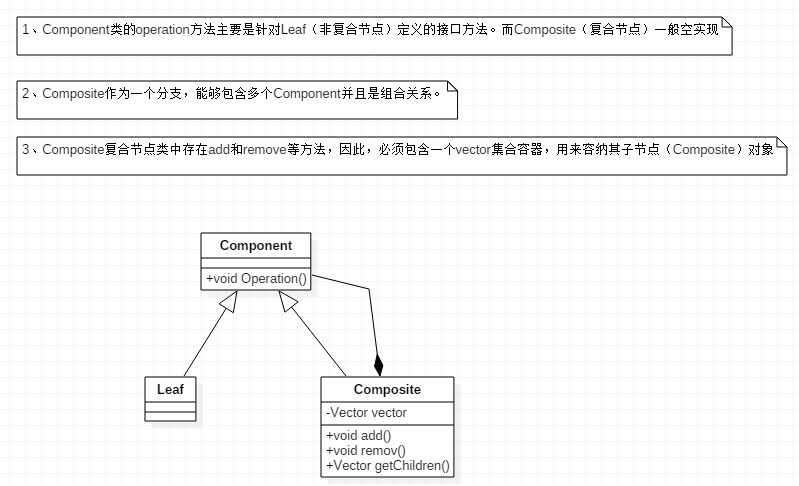 1、Component类的operation方法主要是针对Leaf（非复合节点）定义的接口方法。而Composite（复合节点）一般空实现
2、Composite作为一个分支，能够包含多个Component并且是组合关系。
3、Composite复合节点类中存在add和remove等方法，因此，必须包含一个vector集合容器，用来容纳其子节点（Composite）对象
Component
+void Operation()
Leaf
Composite
-Vector vector
+void add()
+void remov()
+Vector getChildren()